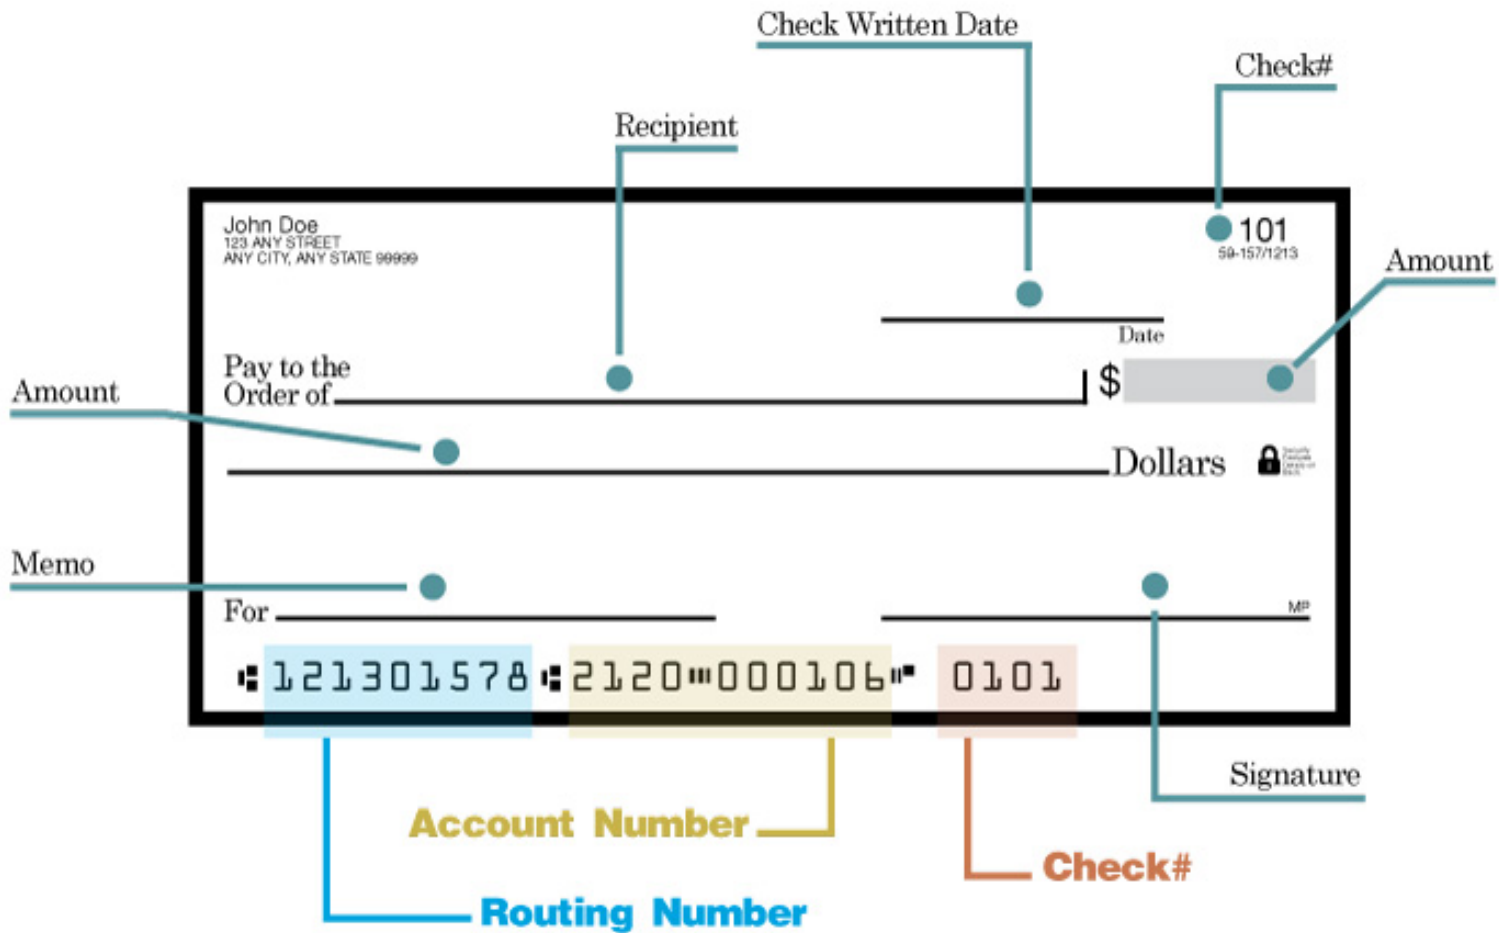 Check Written Date
Check#
Recipient
John Doe
123 ANY STREET
ANY CITY, ANY STATE 99999
101
59-157/1213
Amount
Date
Pay to the
Order of
$
Amount
Dollars
Memo
For
MP
121301578 2120 000106 0101
Signature
Account Number
Check#
Routing Number